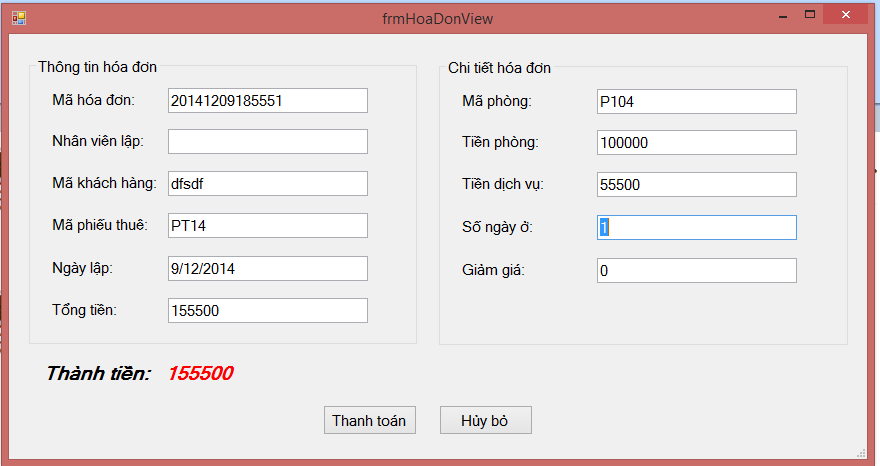 frmHoaDonView
Thông tin hóa đơn
Mã hóa đơn: 20141209185551
Nhân viên lập:
Mã khách hàng: dfsdf
Mã phiếu thuê: PT14
Ngày lập: 9/12/2014
Tổng tiền: 155500
Chi tiết hóa đơn
Mã phòng: P104
Tiền phòng: 100000
Tiền dịch vụ: 55500
Số ngày ở: 1
Giảm giá: 0
Thành tiền: 155500
Thanh toán Hủy bỏ